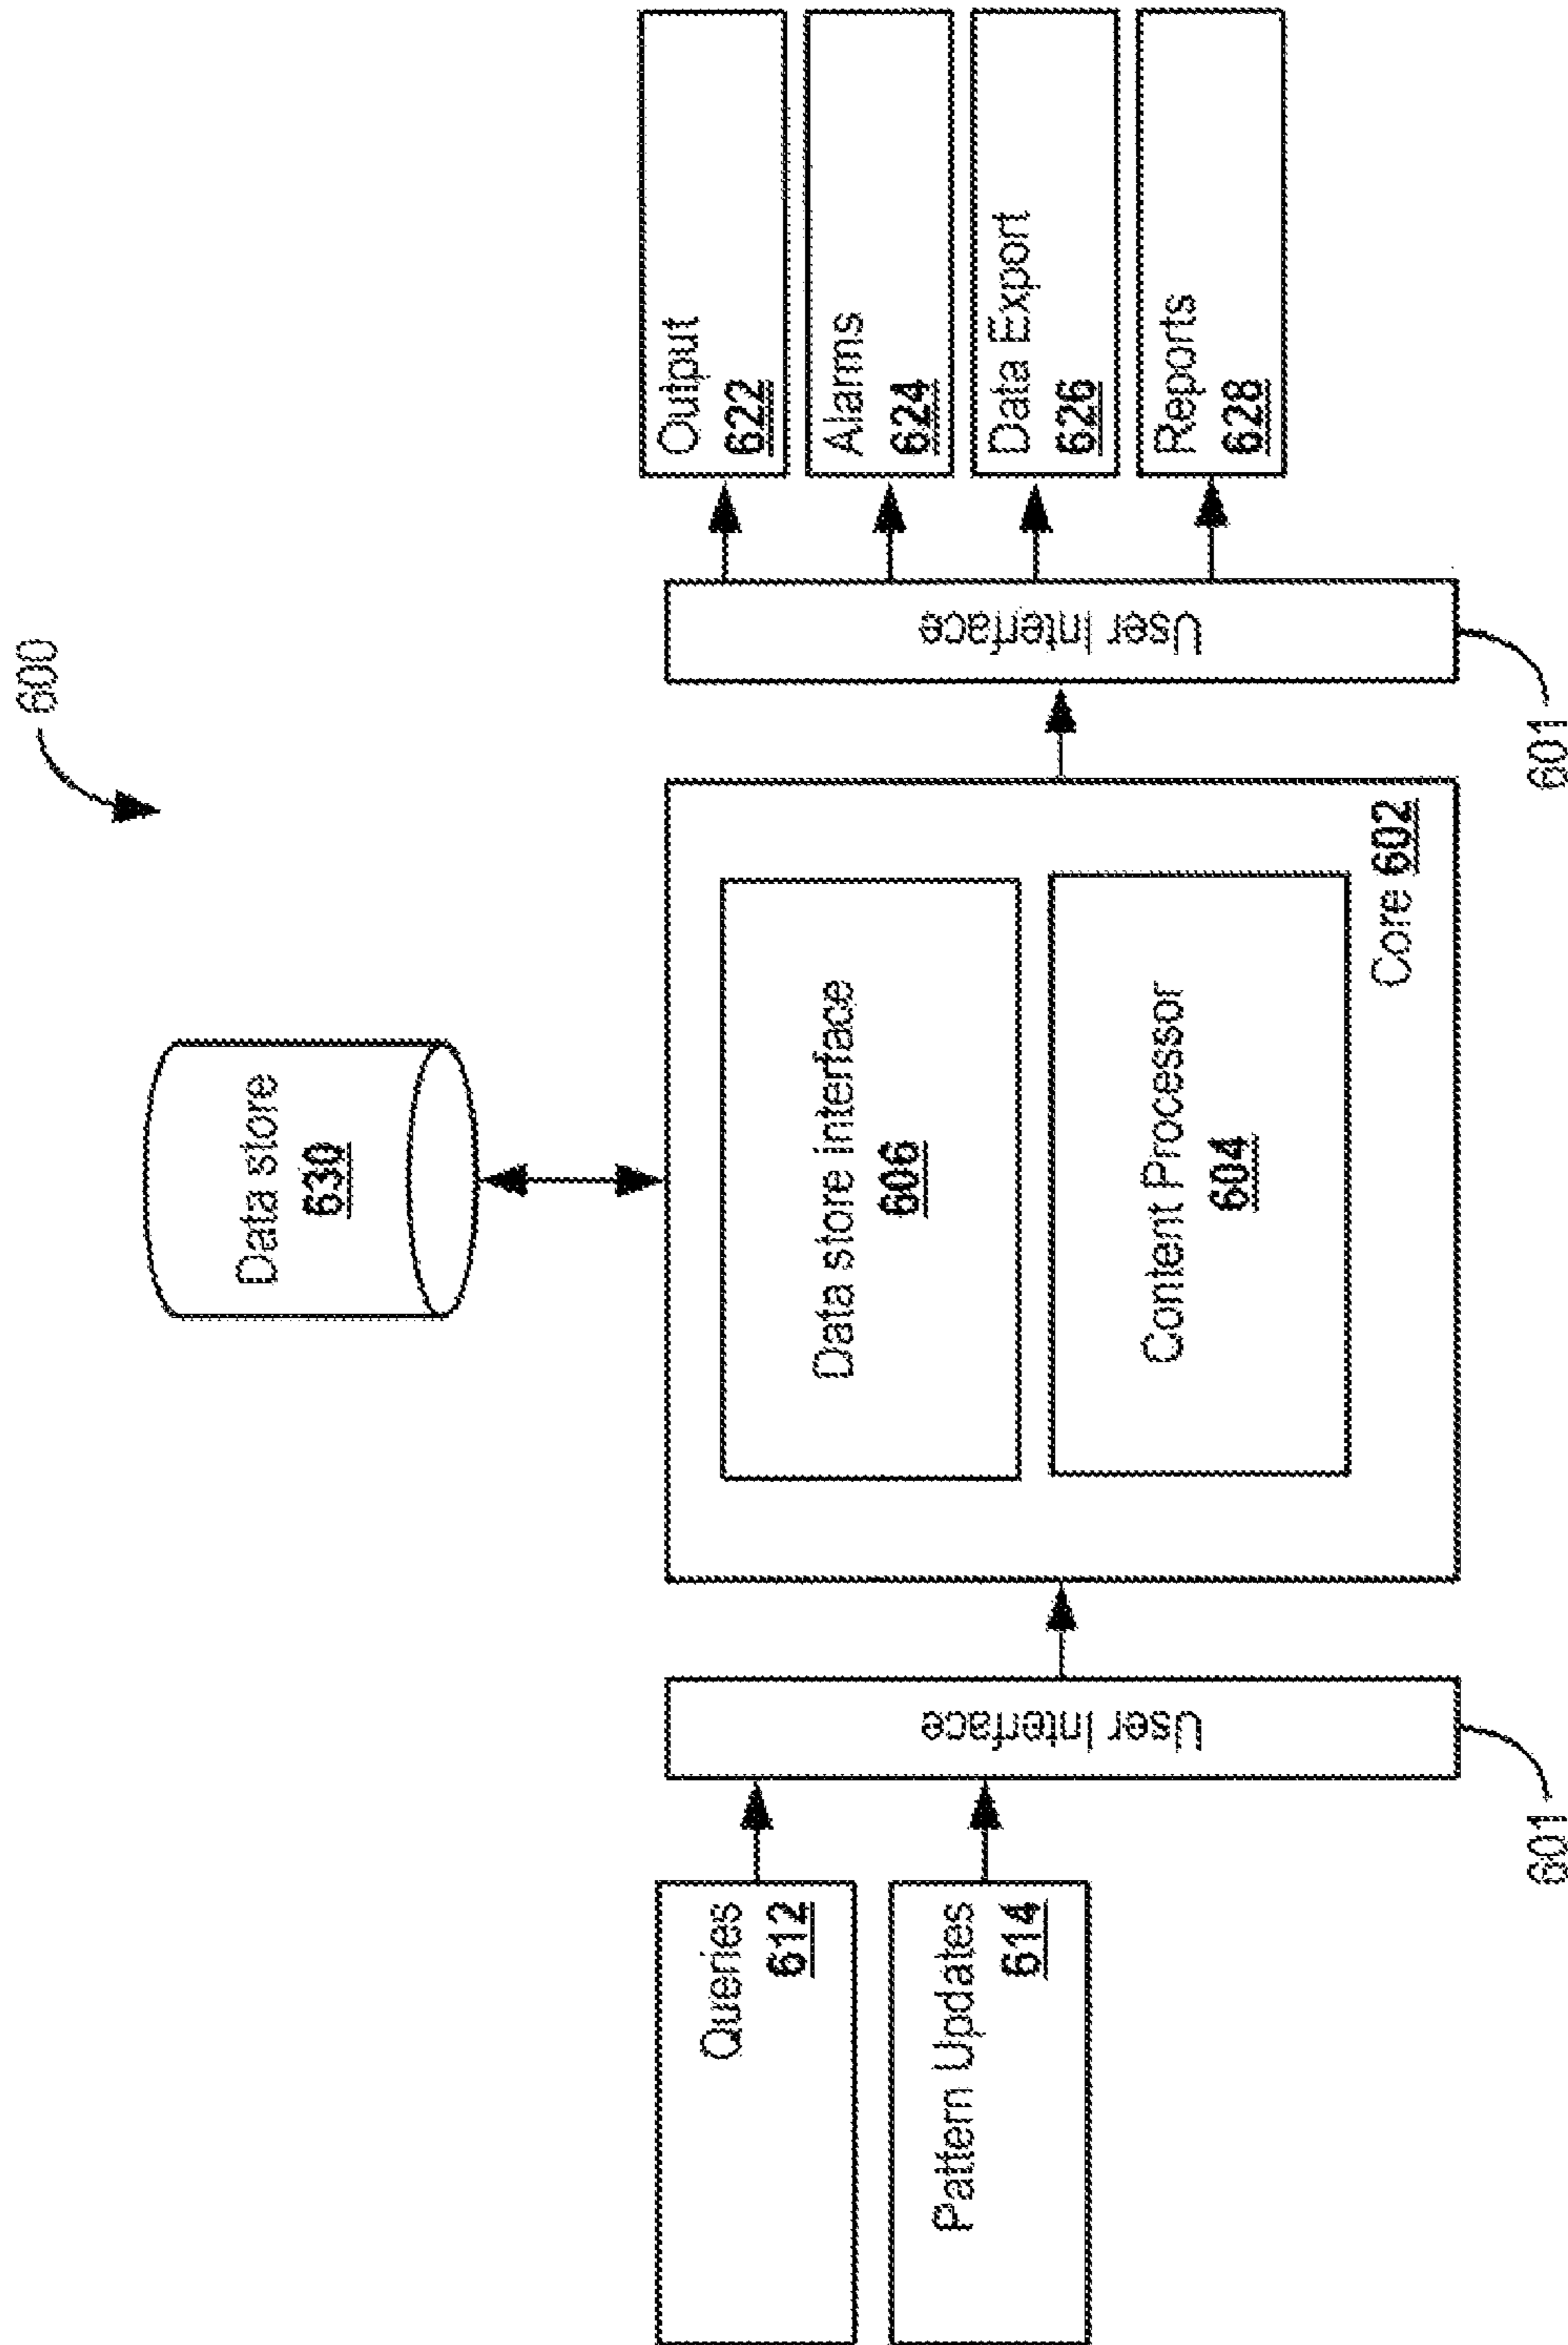 600
Data store
630
Queries
612
Pattern Updates
614
User Interface
601
Data store interface
606
Content Processor
604
Core 602
User Interface
601
Output
622
Alarms
624
Data Export
626
Reports
628